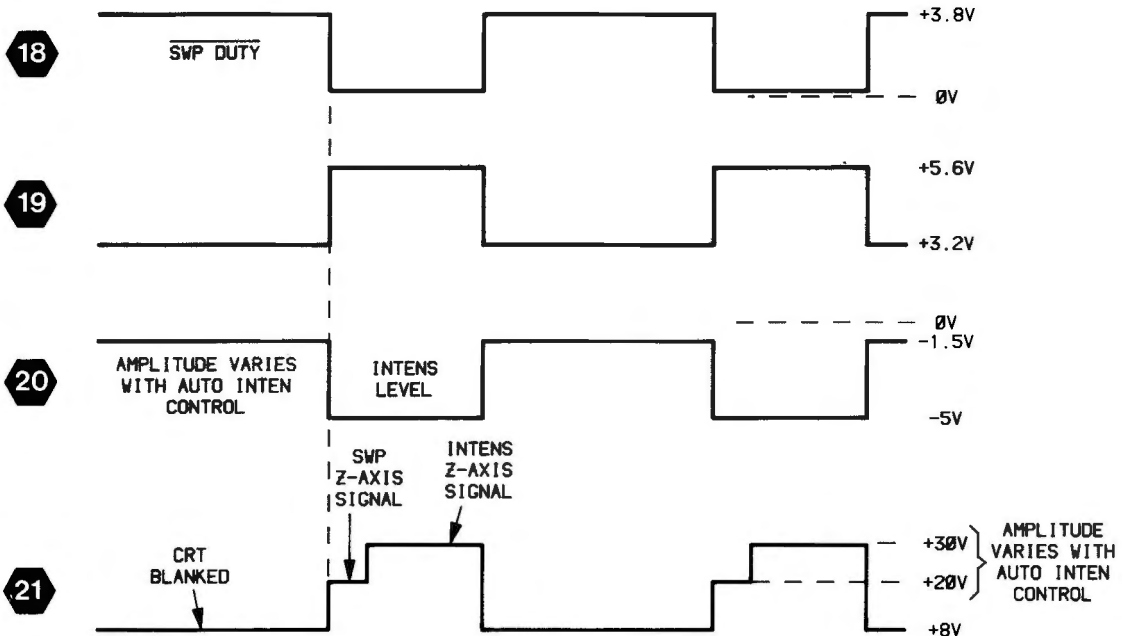 18
S̅W̅P̅ ̅D̅U̅T̅Y̅
+3.8V
0V
19
+5.6V
+3.2V
20
AMPLITUDE VARIES
WITH AUTO INTEN
CONTROL
INTENS
LEVEL
0V
-1.5V
-5V
21
CRT
BLANKED
SWP
Z-AXIS
SIGNAL
INTENS
Z-AXIS
SIGNAL
+30V
+20V
+8V
AMPLITUDE
VARIES WITH
AUTO INTEN
CONTROL